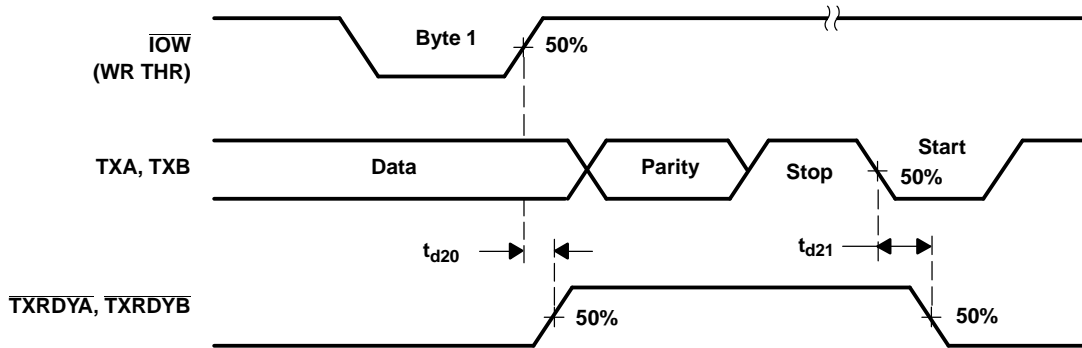 IOW
(WR THR)
Byte 1
50%
TXA, TXB
Data
Parity
Stop
Start
50%
td20
td21
TXRDYA, TXRDYB
50%
50%